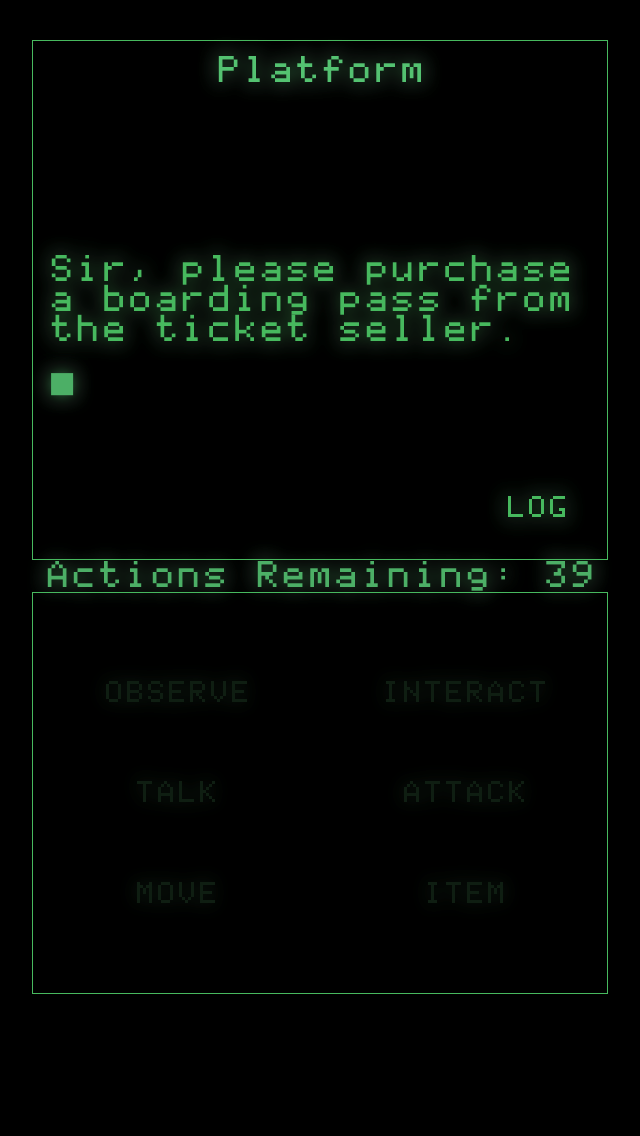 Platform
Sir, please purchase
a boarding pass from
the ticket seller.
LOG
Actions Remaining: 39
OBSERVE INTERACT
TALK ATTACK
MOVE ITEM